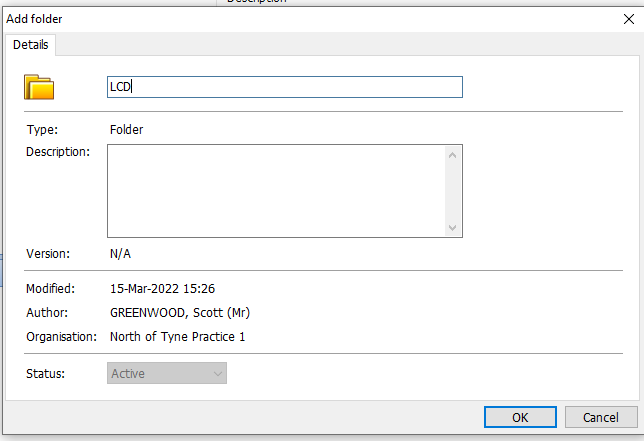 Description
Add folder
Details
LCD
Type: Folder
Description:
Version: N/A
Modified: 15-Mar-2022 15:26
Author: GREENWOOD, Scott (Mr)
Organisation: North of Tyne Practice 1
Status: Active
OK Cancel